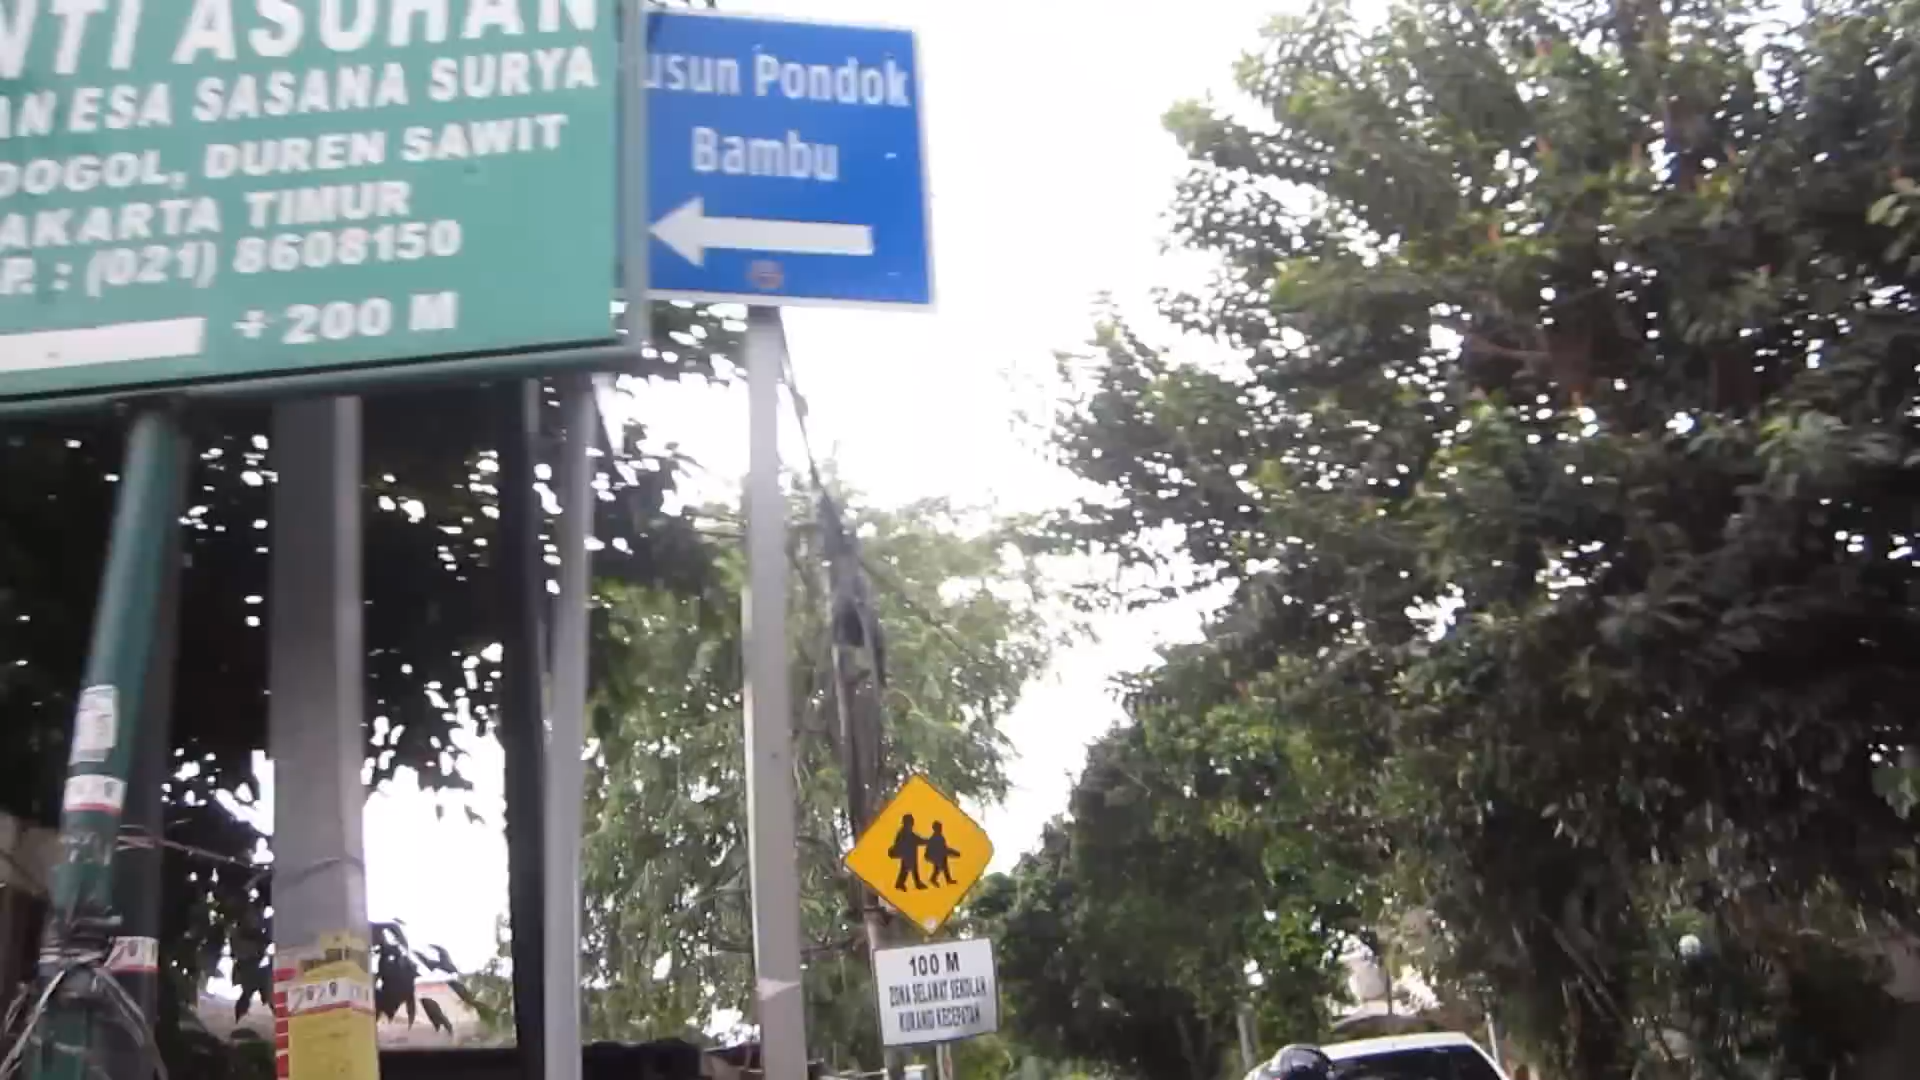 NTI ASUHAN
AN ESA SASANA SURYA
DOGOL, DUREN SAWIT
AKARTA TIMUR
P. : (021) 8608150
+ 200 M
usun Pondok
Bambu
100 M
ZONA SELAMAT SEKOLAH
KURANGI KECEPATAN